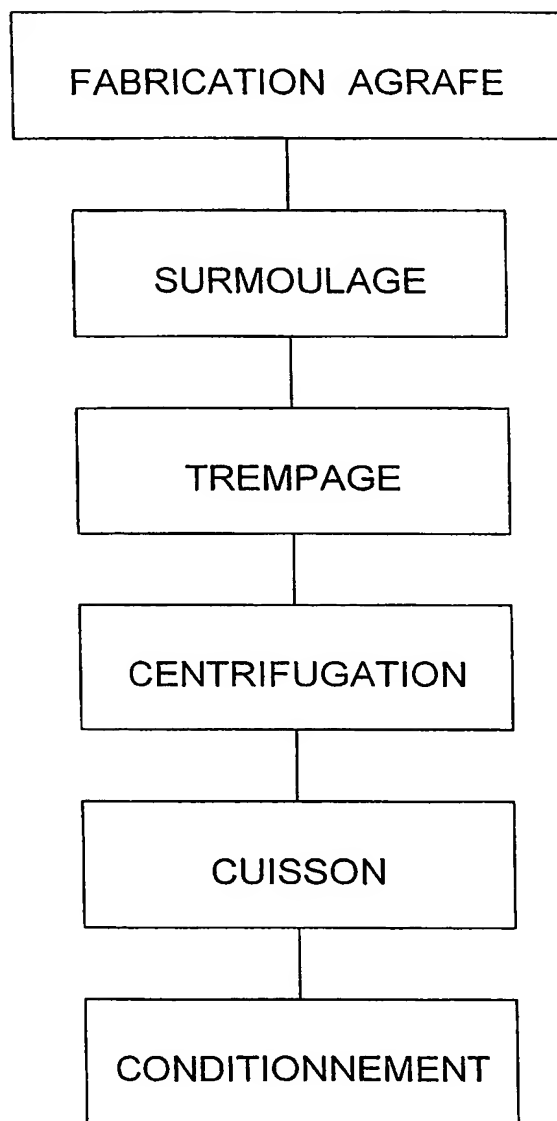 FABRICATION AGRAFE
SURMOULAGE
TREMPAGE
CENTRIFUGATION
CUISSON
CONDITIONNEMENT